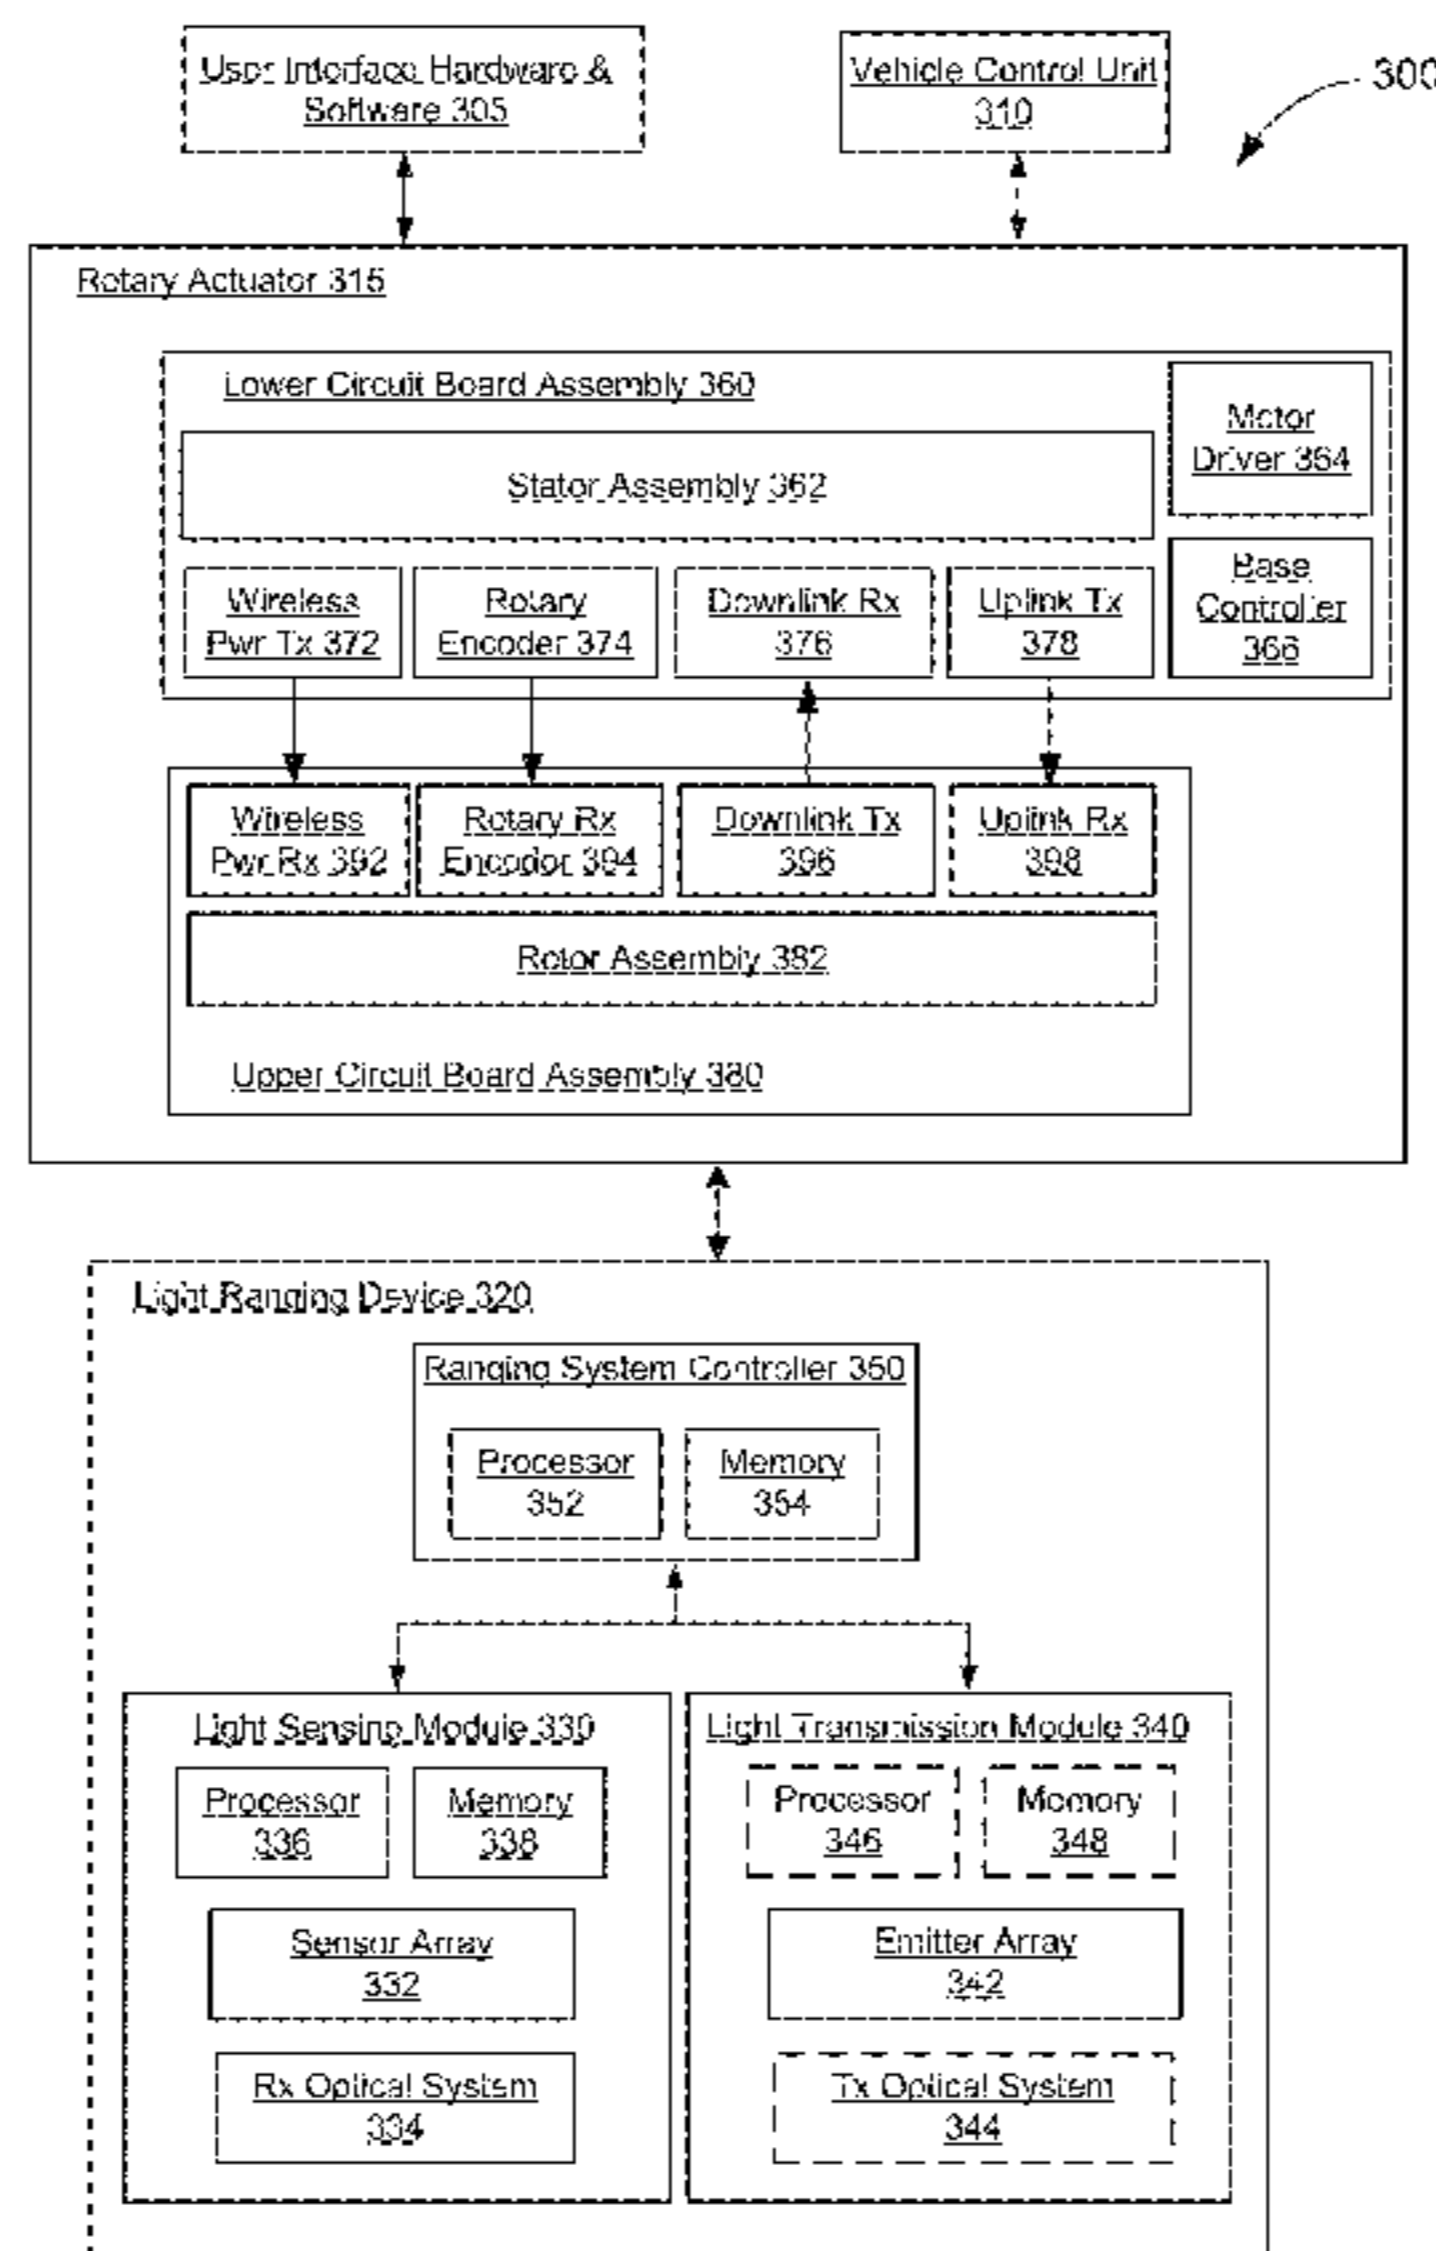 User Interface Hardware &
Software 305
Vehicle Control Unit
310
300
Rotary Actuator 315
Lower Circuit Board Assembly 360
Motor
Driver 364
Stator Assembly 362
Base
Controller
366
Wireless
Pwr Tx 372
Rotary
Encoder 374
Downlink Rx
376
Uplink Tx
378
Wireless
Pwr Rx 392
Rotary Rx
Encoder 394
Downlink Tx
396
Uplink Rx
398
Rotor Assembly 382
Upper Circuit Board Assembly 380
Light Ranging Device 320
Ranging System Controller 350
Processor
352
Memory
354
Light Sensing Module 330
Processor
336
Memory
338
Sensor Array
332
Rx Optical System
334
Light Transmission Module 340
Processor
346
Memory
348
Emitter Array
342
Tx Optical System
344